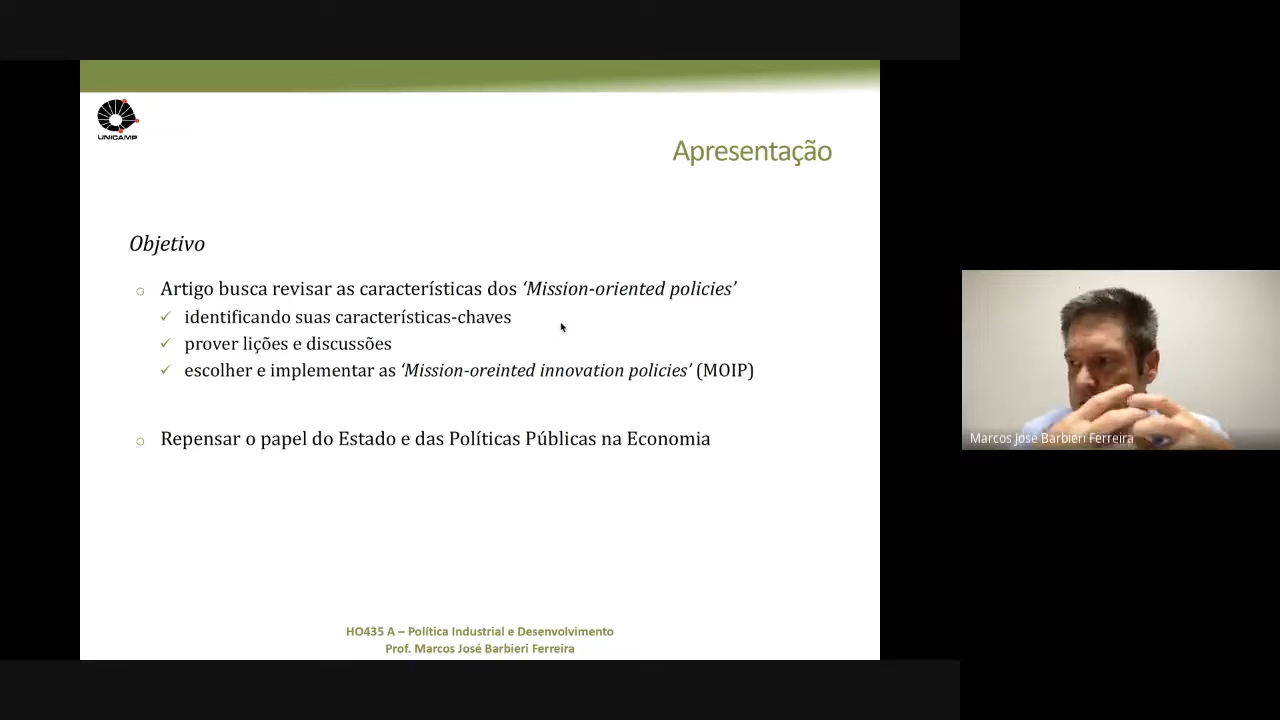 UNICAMP
Apresentação
Objetivo
Artigo busca revisar as características dos ‘Mission-oriented policies’
identificando suas características-chaves
prover lições e discussões
escolher e implementar as ‘Mission-oreinted innovation policies’ (MOIP)
Repensar o papel do Estado e das Políticas Públicas na Economia
Marcos José Barbieri Ferreira
HO435 A – Política Industrial e Desenvolvimento
Prof. Marcos José Barbieri Ferreira